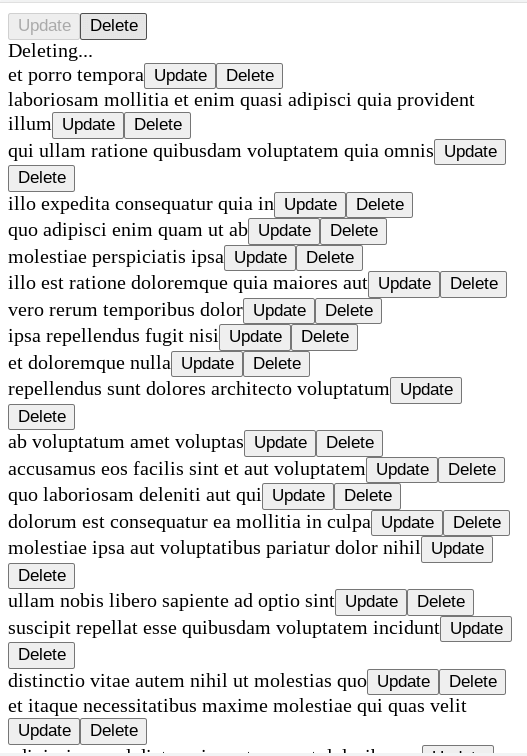 Update Delete
Deleting...
et porro tempora Update Delete
laboriosam mollitia et enim quasi adipisci quia provident
illum Update Delete
qui ullam ratione quibusdam voluptatem quia omnis Update
Delete
illo expedita consequatur quia in Update Delete
quo adipisci enim quam ut ab Update Delete
molestiae perspiciatis ipsa Update Delete
illo est ratione doloremque quia maiores aut Update Delete
vero rerum temporibus dolor Update Delete
ipsa repellendus fugit nisi Update Delete
et doloremque nulla Update Delete
repellendus sunt dolores architecto voluptatum Update
Delete
ab voluptatum amet voluptas Update Delete
accusamus eos facilis sint et aut voluptatem Update Delete
quo laboriosam deleniti aut qui Update Delete
dolorum est consequatur ea mollitia in culpa Update Delete
molestiae ipsa aut voluptatibus pariatur dolor nihil Update
Delete
ullam nobis libero sapiente ad optio sint Update Delete
suscipit repellat esse quibusdam voluptatem incidunt Update
Delete
distinctio vitae autem nihil ut molestias quo Update Delete
et itaque necessitatibus maxime molestiae qui quas velit
Update Delete